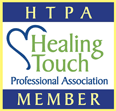 HTPA
Healing
Touch
Professional Association
MEMBER